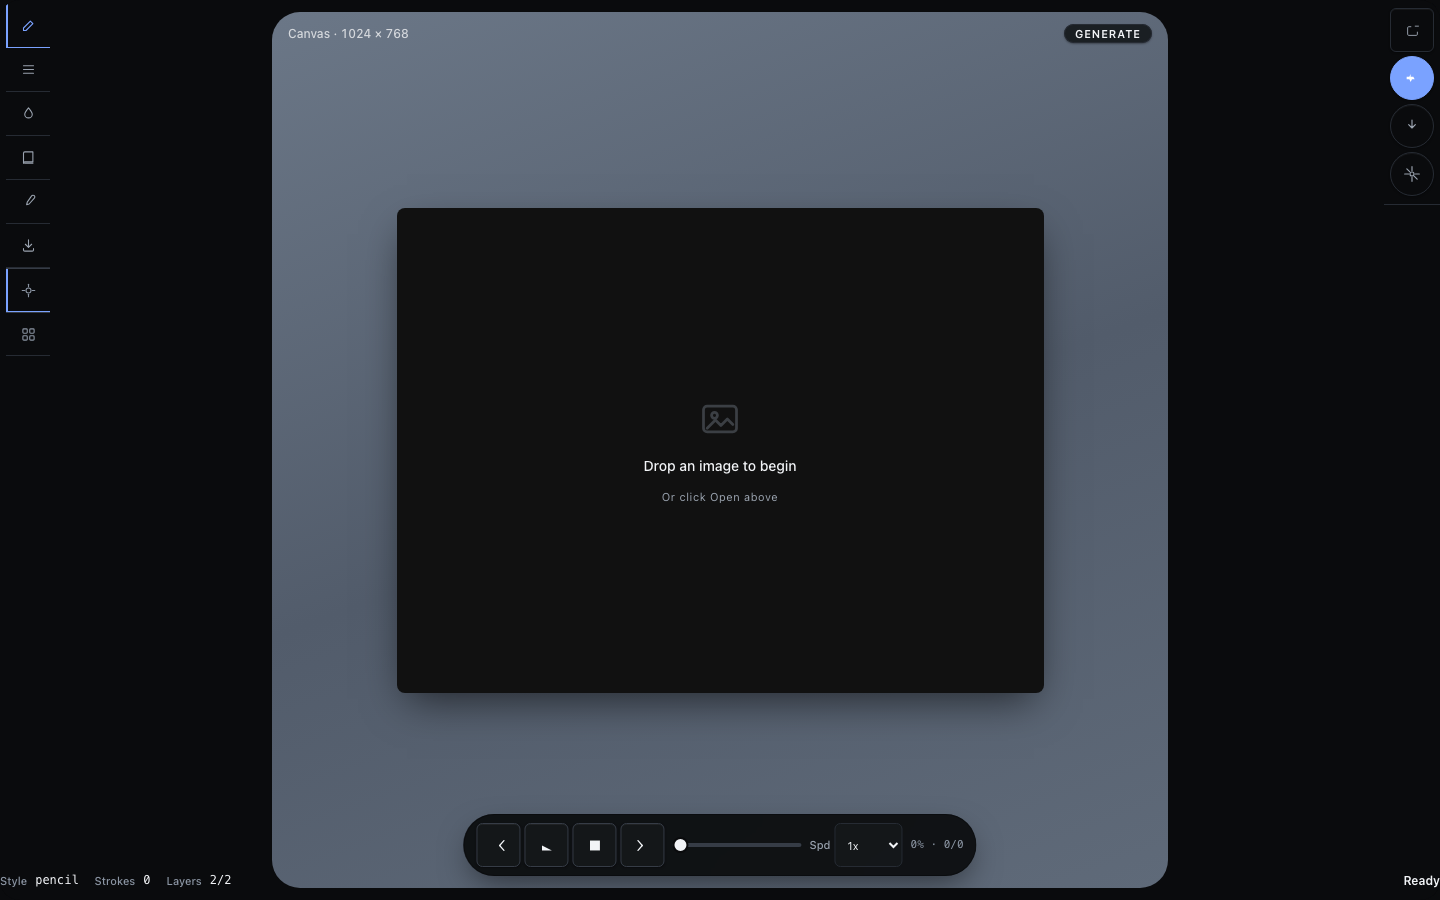 Canvas · 1024 × 768
GENERATE
Drop an image to begin
Or click Open above
Spd 1x 0% · 0/0
Style pencil Strokes 0 Layers 2/2
Ready